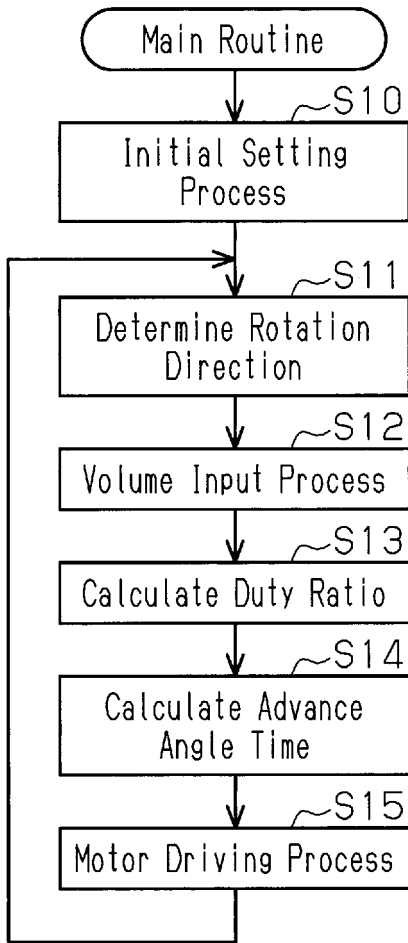 Main Routine
S10
Initial Setting
Process
S11
Determine Rotation
Direction
S12
Volume Input Process
S13
Calculate Duty Ratio
S14
Calculate Advance
Angle Time
S15
Motor Driving Process